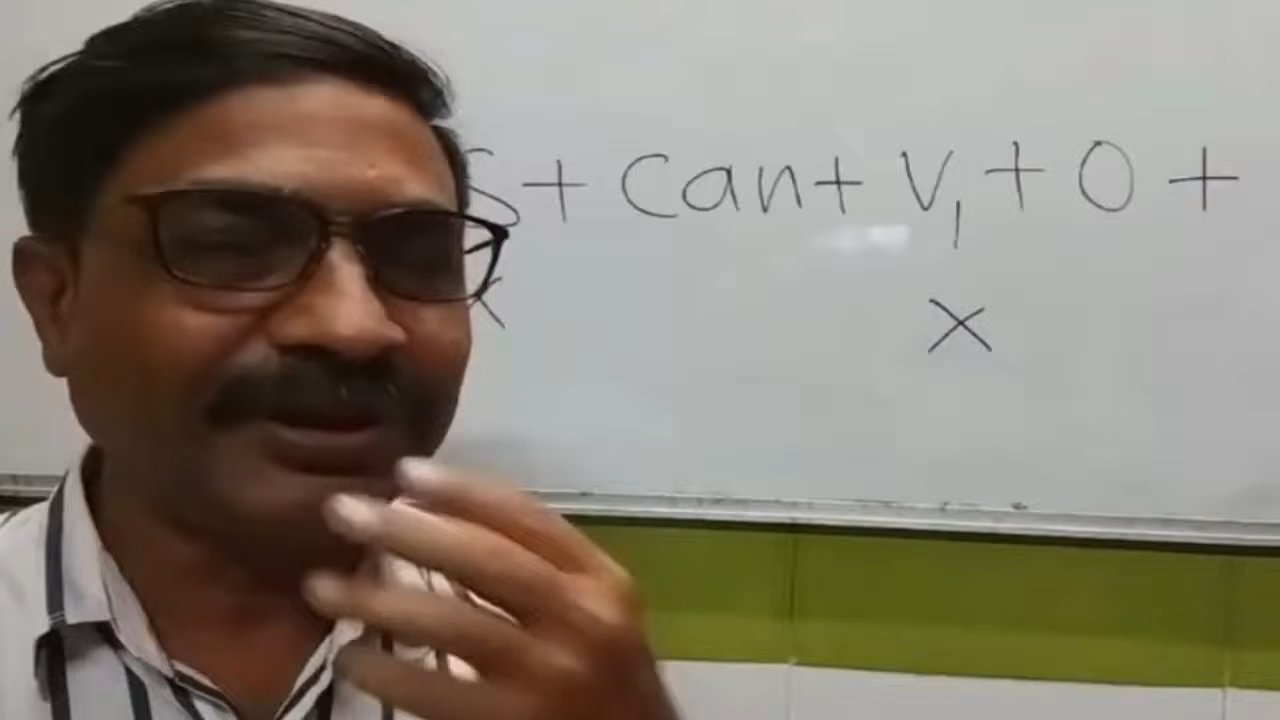 S + Can + V₁ + O +
x x